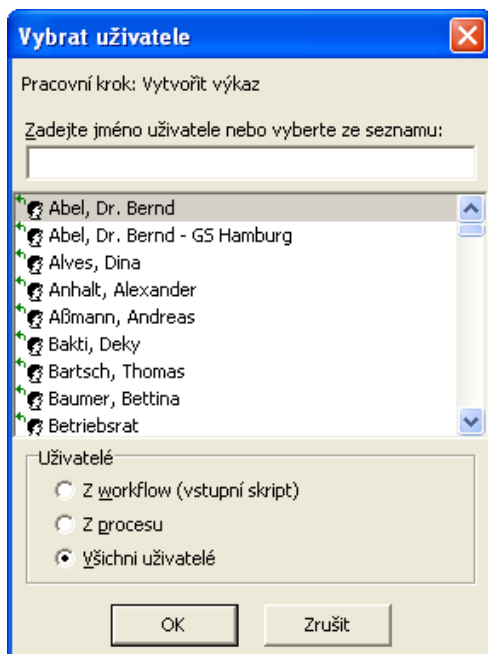 Vybrat uživatele
Pracovní krok: Vytvořit výkaz
Zadejte jméno uživatele nebo vyberte ze seznamu:
Abel, Dr. Bernd
Abel, Dr. Bernd - GS Hamburg
Alves, Dina
Anhalt, Alexander
Aßmann, Andreas
Bakti, Deky
Bartsch, Thomas
Baumer, Bettina
Betriebsrat
Uživatelé
Z workflow (vstupní skript)
Z procesu
Všichni uživatelé
OK Zrušit